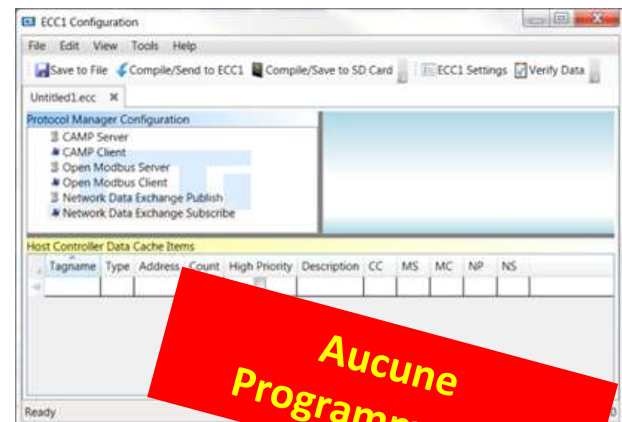 ECC1 Configuration
File Edit View Tools Help
Save to File Compile/Send to ECC1 Compile/Save to SD Card ECC1 Settings Verify Data
Untitled1.ecc
Protocol Manager Configuration
CAMP Server
CAMP Client
Open Modbus Server
Open Modbus Client
Network Data Exchange Publish
Network Data Exchange Subscribe
Host Controller Data Cache Items
Tagname Type Address Count High Priority Description CC MS MC NP NS
Aucune
Ready